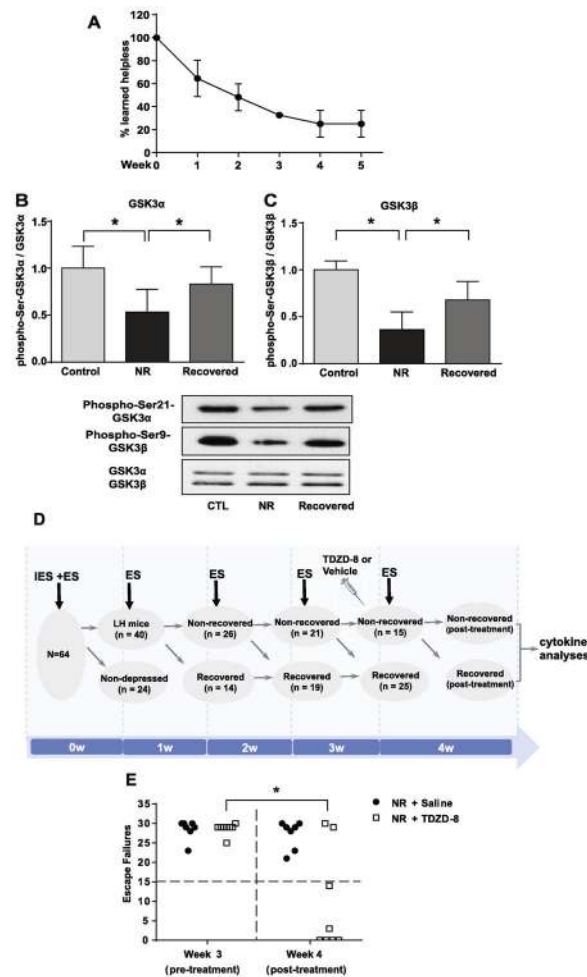 A
120
100
80
60
40
20
0
% learned helpless
Week
0 1 2 3 4 5
B
GSK3α
phospho-Ser-GSK3α / GSK3α
1.5
1.0
0.5
0.0
* *
Control NR Recovered
C
GSK3β
phospho-Ser-GSK3β / GSK3β
1.5
1.0
0.5
0.0
* *
Control NR Recovered
Phospho-Ser21-
GSK3α
Phospho-Ser9-
GSK3β
GSK3α
GSK3β
CTL NR Recovered
D
TDZD-8 or
Vehicle
IES +ES ES ES ES ES
N=64
LH mice
(n = 40)
Non-recovered
(n = 26)
Non-recovered
(n = 21)
Non-recovered
(n = 15)
Non-recovered
(post-treatment)
Non-depressed
(n = 24)
Recovered
(n = 14)
Recovered
(n = 19)
Recovered
(n = 25)
Recovered
(post-treatment)
cytokine
analyses
0w 1w 2w 3w 4w
E
*
NR + Saline
NR + TDZD-8
Escape Failures
35
30
25
20
15
10
5
0
Week 3
(pre-treatment)
Week 4
(post-treatment)